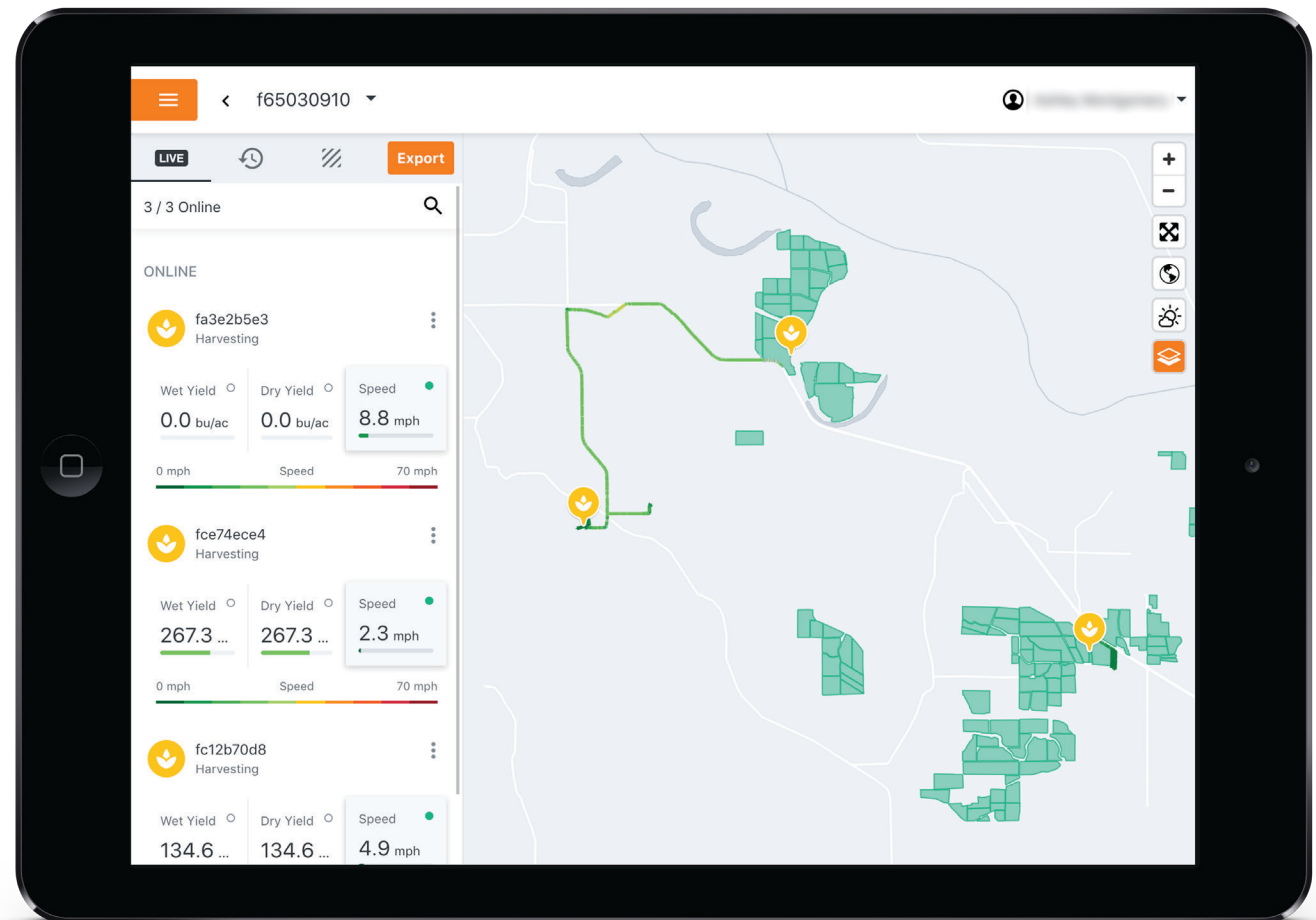 f65030910
LIVE
Export
3 / 3 Online
ONLINE
fa3e2b5e3
Harvesting
Wet Yield Dry Yield Speed
0.0 bu/ac 0.0 bu/ac 8.8 mph
0 mph Speed 70 mph
fce74ece4
Harvesting
Wet Yield Dry Yield Speed
267.3 ... 267.3 ... 2.3 mph
0 mph Speed 70 mph
fc12b70d8
Harvesting
Wet Yield Dry Yield Speed
134.6 ... 134.6 ... 4.9 mph